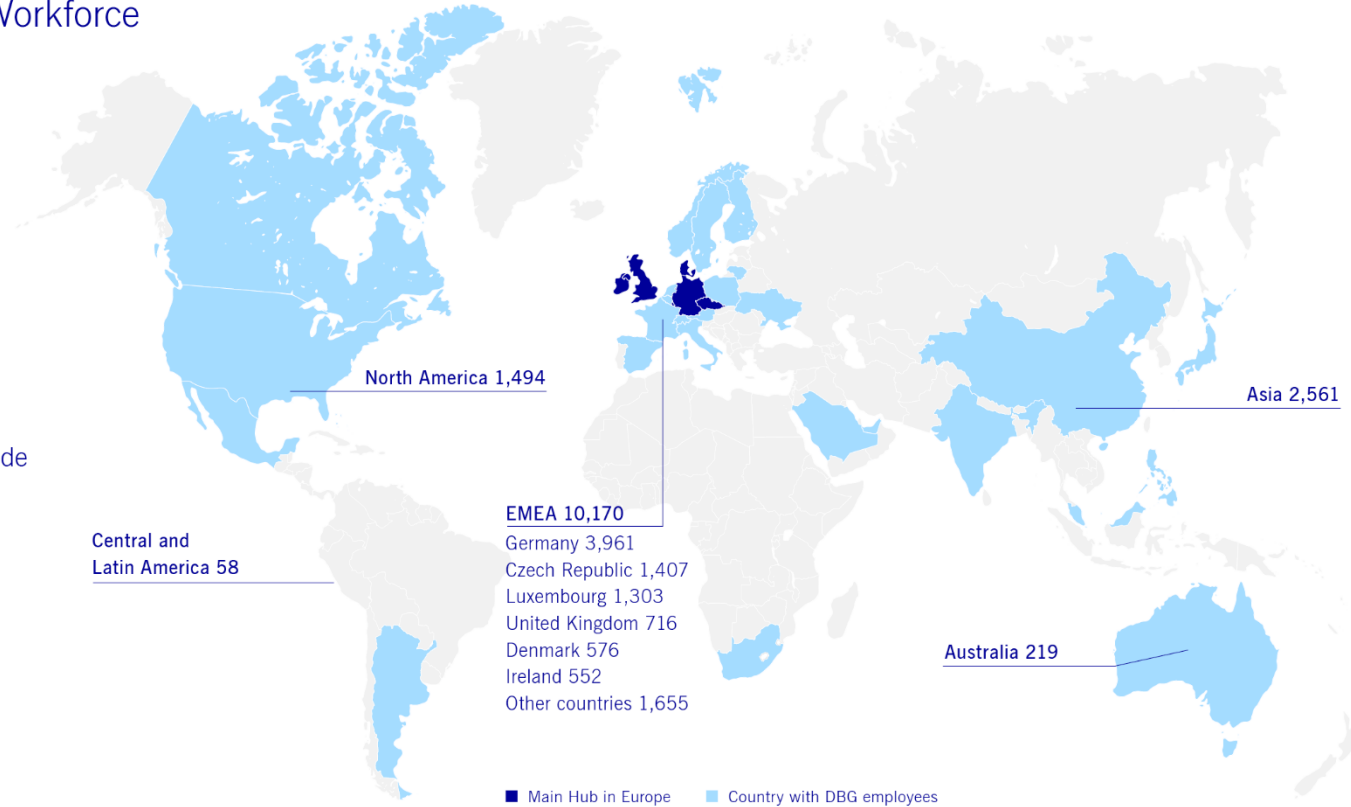 Workforce
North America 1,494
Asia 2,561
de
EMEA 10,170
Germany 3,961
Czech Republic 1,407
Luxembourg 1,303
United Kingdom 716
Denmark 576
Ireland 552
Other countries 1,655
Central and
Latin America 58
Australia 219
Main Hub in Europe
Country with DBG employees